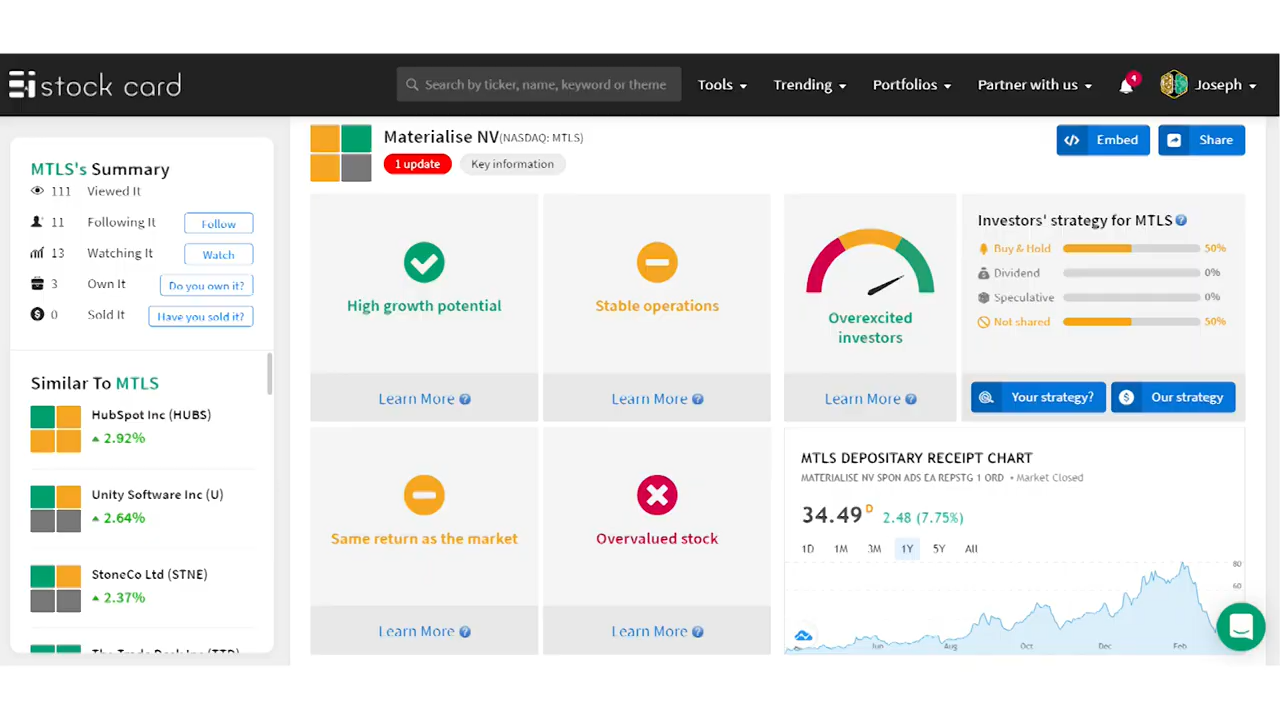 stock card
Search by ticker, name, keyword or theme
Tools
Trending
Portfolios
Partner with us
4
Joseph
MTLS's Summary
111 Viewed It
11 Following It Follow
13 Watching It Watch
3 Own It Do you own it?
0 Sold It Have you sold it?
Similar To MTLS
HubSpot Inc (HUBS)
2.92%
Unity Software Inc (U)
2.64%
StoneCo Ltd (STNE)
2.37%
The Trade Desk Inc (TTD)
Materialise NV(NASDAQ: MTLS)
1 update Key information
Embed
Share
High growth potential
Learn More ?
Stable operations
Learn More ?
Overexcited
investors
Learn More ?
Investors' strategy for MTLS ?
Buy & Hold 50%
Dividend 0%
Speculative 0%
Not shared 50%
Your strategy?
Our strategy
Same return as the market
Learn More ?
Overvalued stock
Learn More ?
MTLS DEPOSITARY RECEIPT CHART
MATERIALISE NV SPON ADS EA REPSTG 1 ORD • Market Closed
34.49 D 2.48 (7.75%)
1D 1M 3M 1Y 5Y All
80
60
Jun Aug Oct Dec Feb